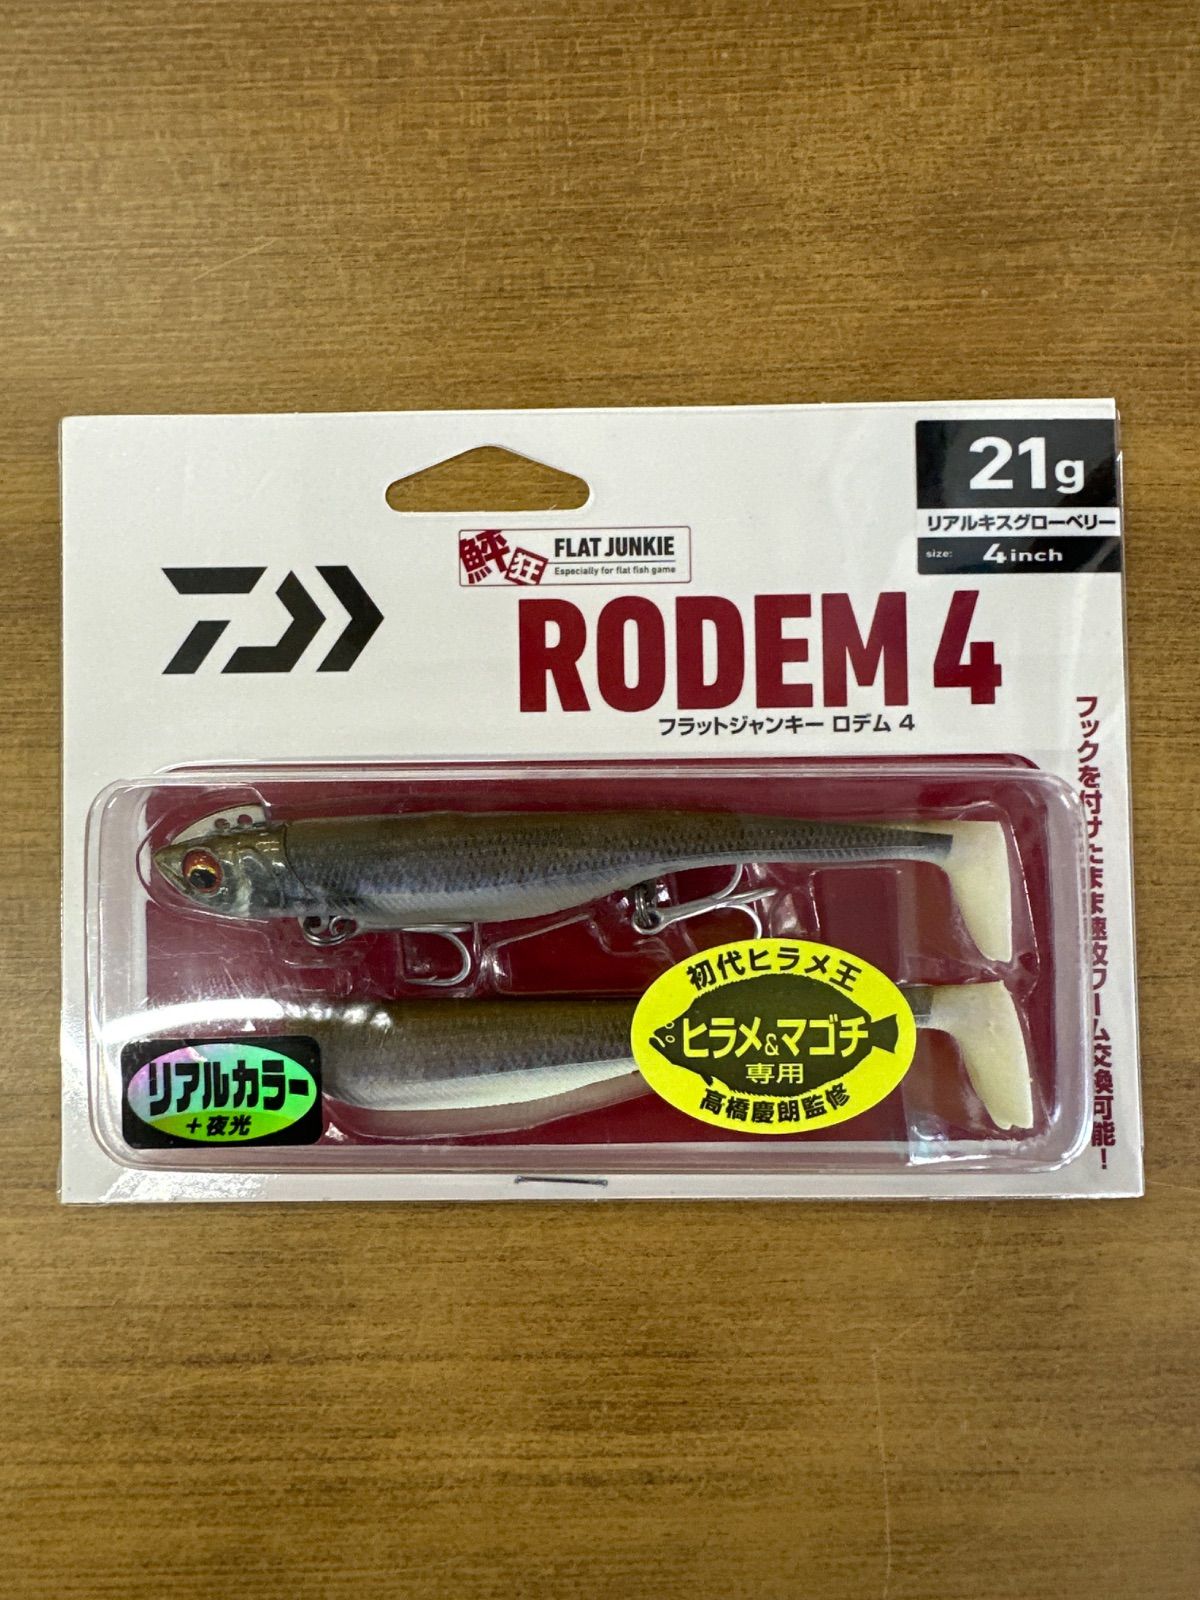 21g
リアルキスグローベリー
size: 4inch
鮃狂
FLAT JUNKIE
Especially for flat fish game
RODEM 4
フラットジャンキー ロデム 4
フックを付けたまま速攻ワーム交換可能!
初代ヒラメ王
ヒラメ&マゴチ
専用
高橋慶朗監修
リアルカラー
+夜光